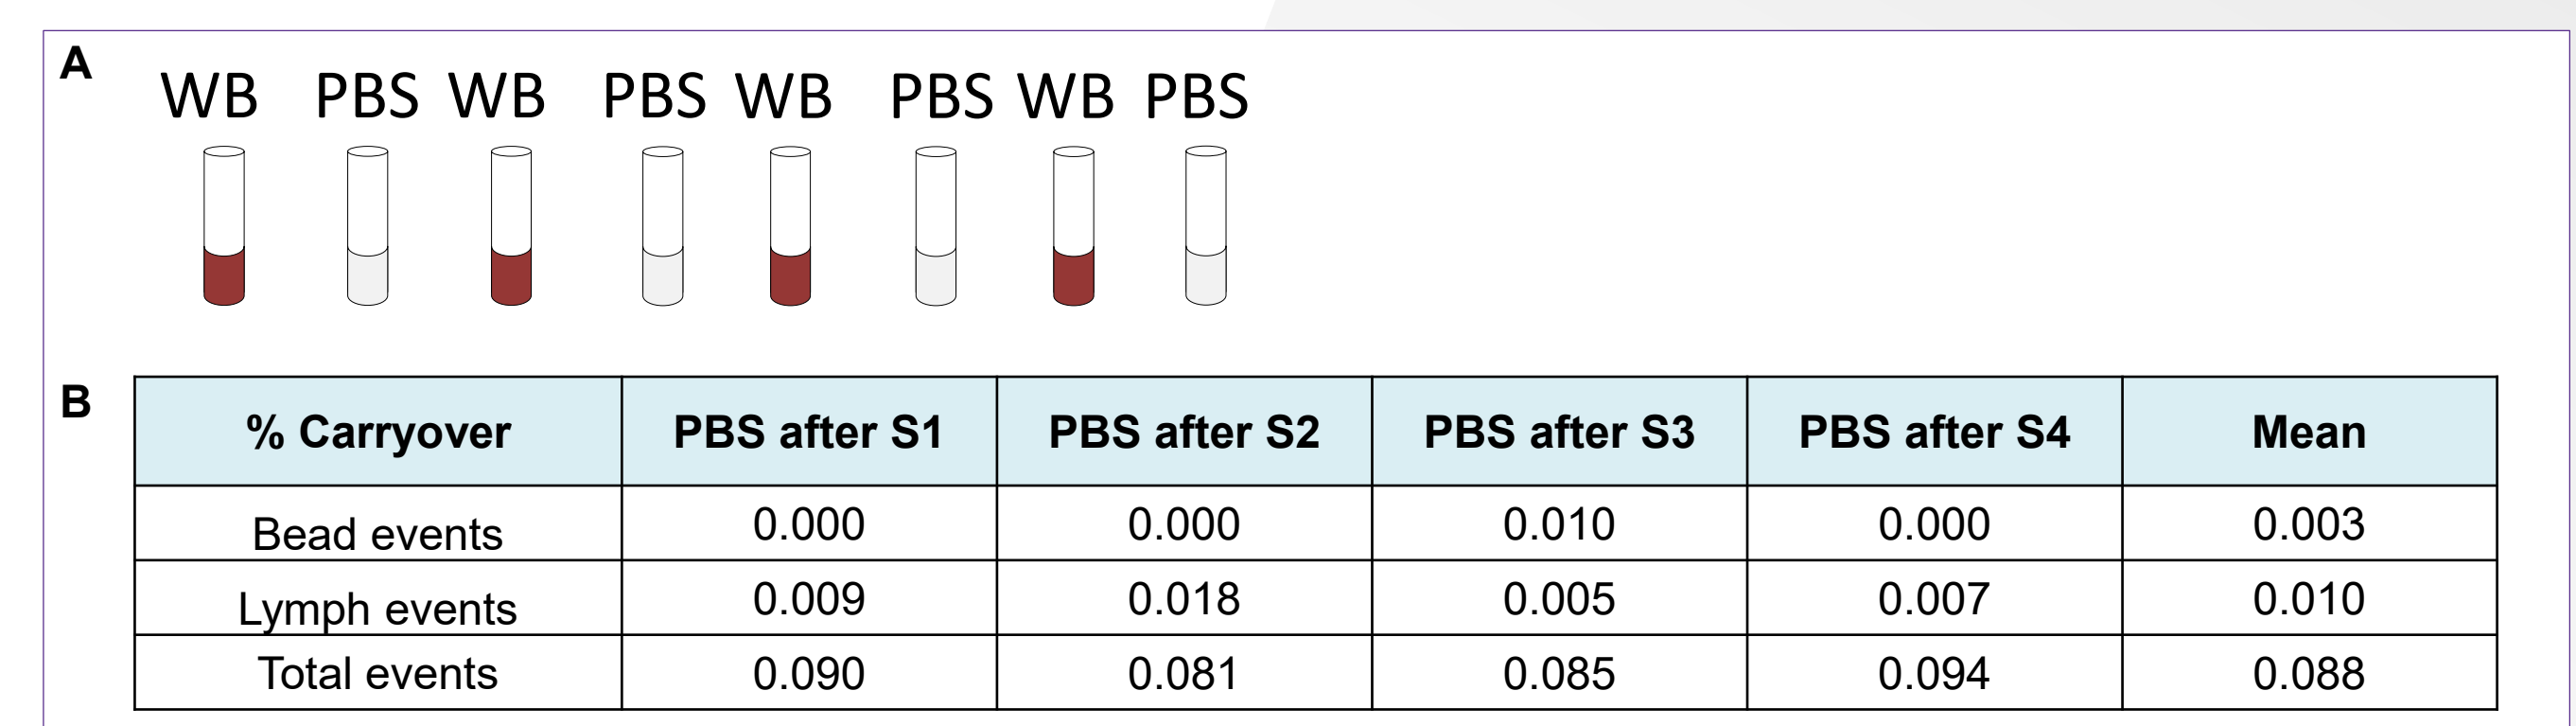 A
WB PBS WB PBS WB PBS WB PBS
B
% Carryover PBS after S1 PBS after S2 PBS after S3 PBS after S4 Mean
Bead events 0.000 0.000 0.010 0.000 0.003
Lymph events 0.009 0.018 0.005 0.007 0.010
Total events 0.090 0.081 0.085 0.094 0.088